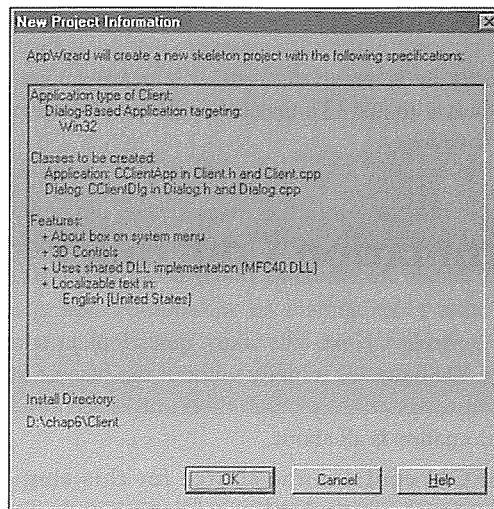 New Project Information
AppWizard will create a new skeleton project with the following specifications:
Application type of Client:
Dialog-Based Application targeting:
Win32
Classes to be created:
Application: CClientApp in Client.h and Client.cpp
Dialog: CClientDlg in Dialog.h and Dialog.cpp
Features:
+ About box on system menu
+ 3D Controls
+ Uses shared DLL implementation (MFC40.DLL)
+ Localizable text in:
English [United States]
Install Directory:
D:\chap6\Client
OK
Cancel
Help